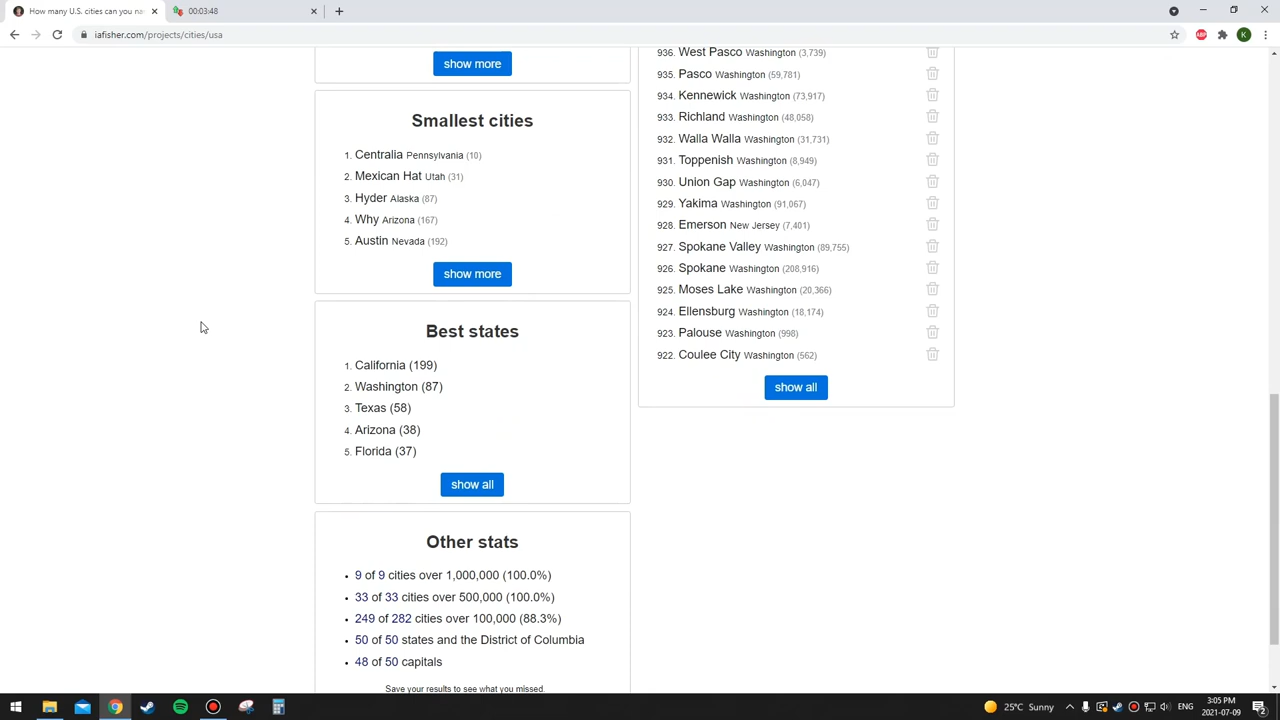 How many U.S. cities can you na
00:03:48
iafisher.com/projects/cities/usa
ABP
K
show more
Smallest cities
1. Centralia Pennsylvania (10)
2. Mexican Hat Utah (31)
3. Hyder Alaska (87)
4. Why Arizona (167)
5. Austin Nevada (192)
show more
Best states
1. California (199)
2. Washington (87)
3. Texas (58)
4. Arizona (38)
5. Florida (37)
show all
Other stats
• 9 of 9 cities over 1,000,000 (100.0%)
• 33 of 33 cities over 500,000 (100.0%)
• 249 of 282 cities over 100,000 (88.3%)
• 50 of 50 states and the District of Columbia
• 48 of 50 capitals
Save your results to see what you missed.
936. West Pasco Washington (3,739)
935. Pasco Washington (59,781)
934. Kennewick Washington (73,917)
933. Richland Washington (48,058)
932. Walla Walla Washington (31,731)
931. Toppenish Washington (8,949)
930. Union Gap Washington (6,047)
929. Yakima Washington (91,067)
928. Emerson New Jersey (7,401)
927. Spokane Valley Washington (89,755)
926. Spokane Washington (208,916)
925. Moses Lake Washington (20,366)
924. Ellensburg Washington (18,174)
923. Palouse Washington (998)
922. Coulee City Washington (562)
show all
25°C Sunny
ENG
3:05 PM
2021-07-09
2